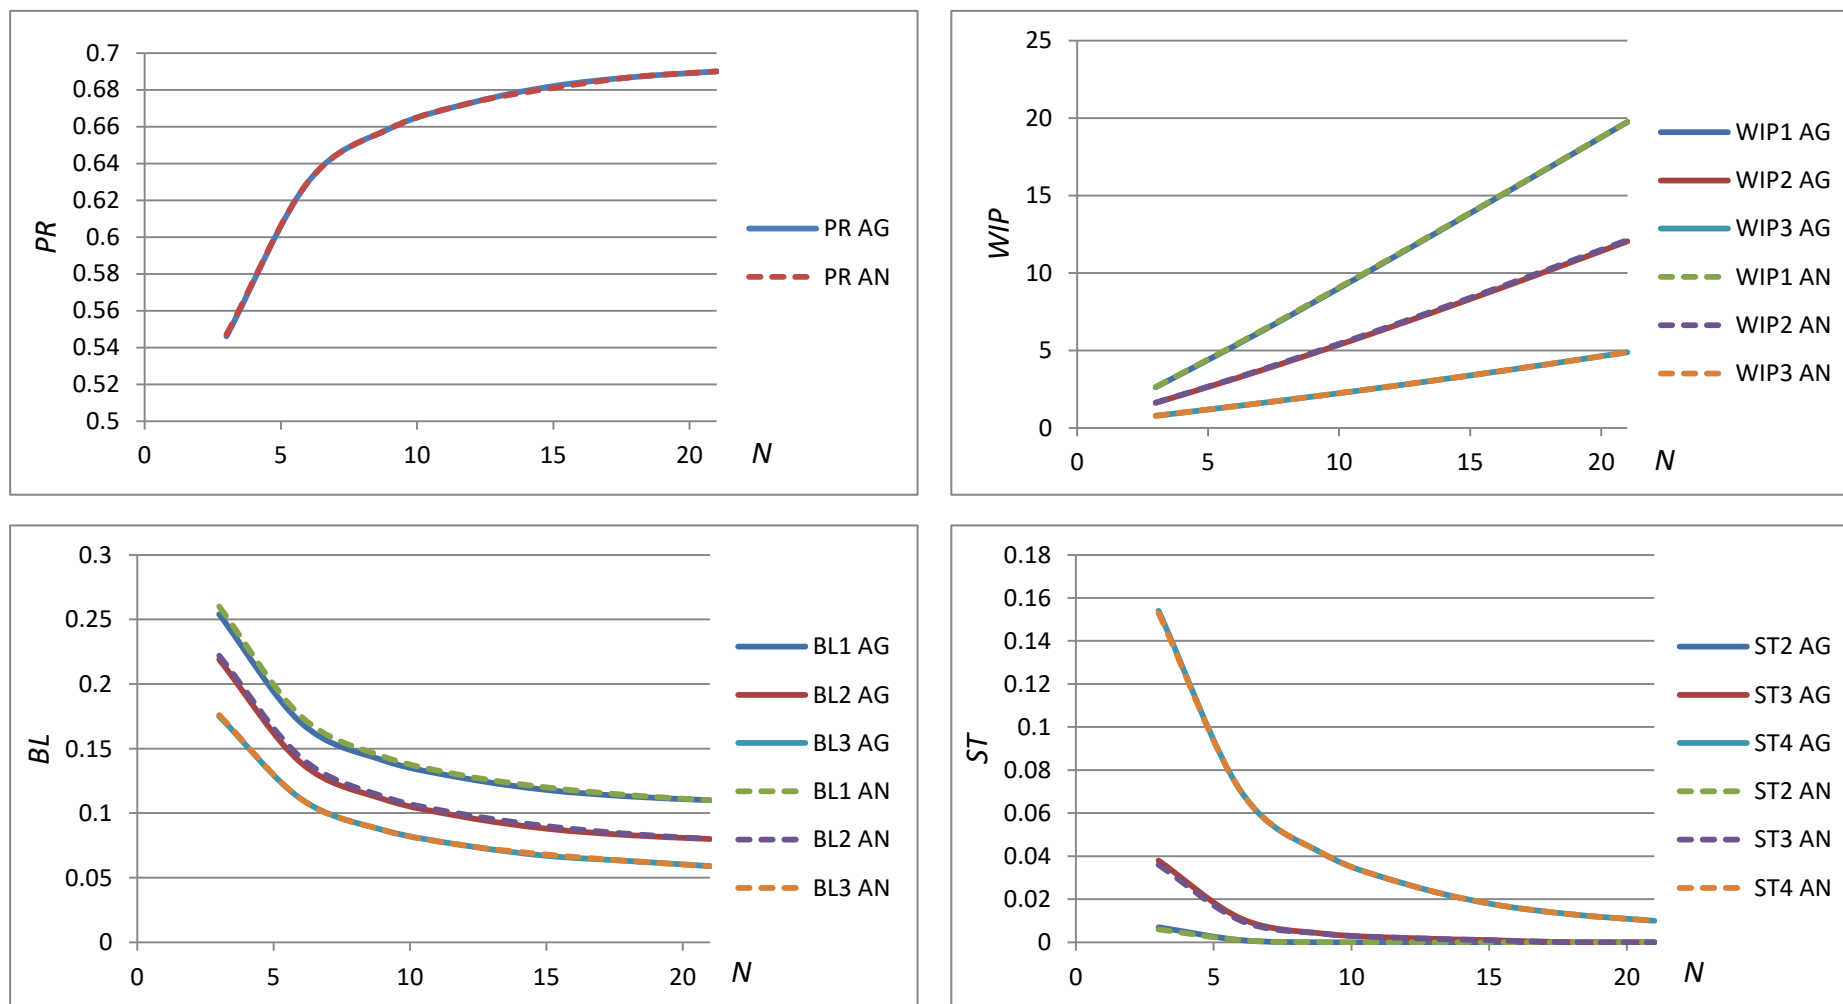 0.7
0.68
0.66
0.64
0.62
0.6
0.58
0.56
0.54
0.52
0.5
PR
0 5 10 15 20 N
PR AG
PR AN
25
20
15
10
5
0
WIP
0 5 10 15 20 N
WIP1 AG
WIP2 AG
WIP3 AG
WIP1 AN
WIP2 AN
WIP3 AN
0.3
0.25
0.2
0.15
0.1
0.05
0
BL
0 5 10 15 20 N
BL1 AG
BL2 AG
BL3 AG
BL1 AN
BL2 AN
BL3 AN
0.18
0.16
0.14
0.12
0.1
0.08
0.06
0.04
0.02
0
ST
0 5 10 15 20 N
ST2 AG
ST3 AG
ST4 AG
ST2 AN
ST3 AN
ST4 AN